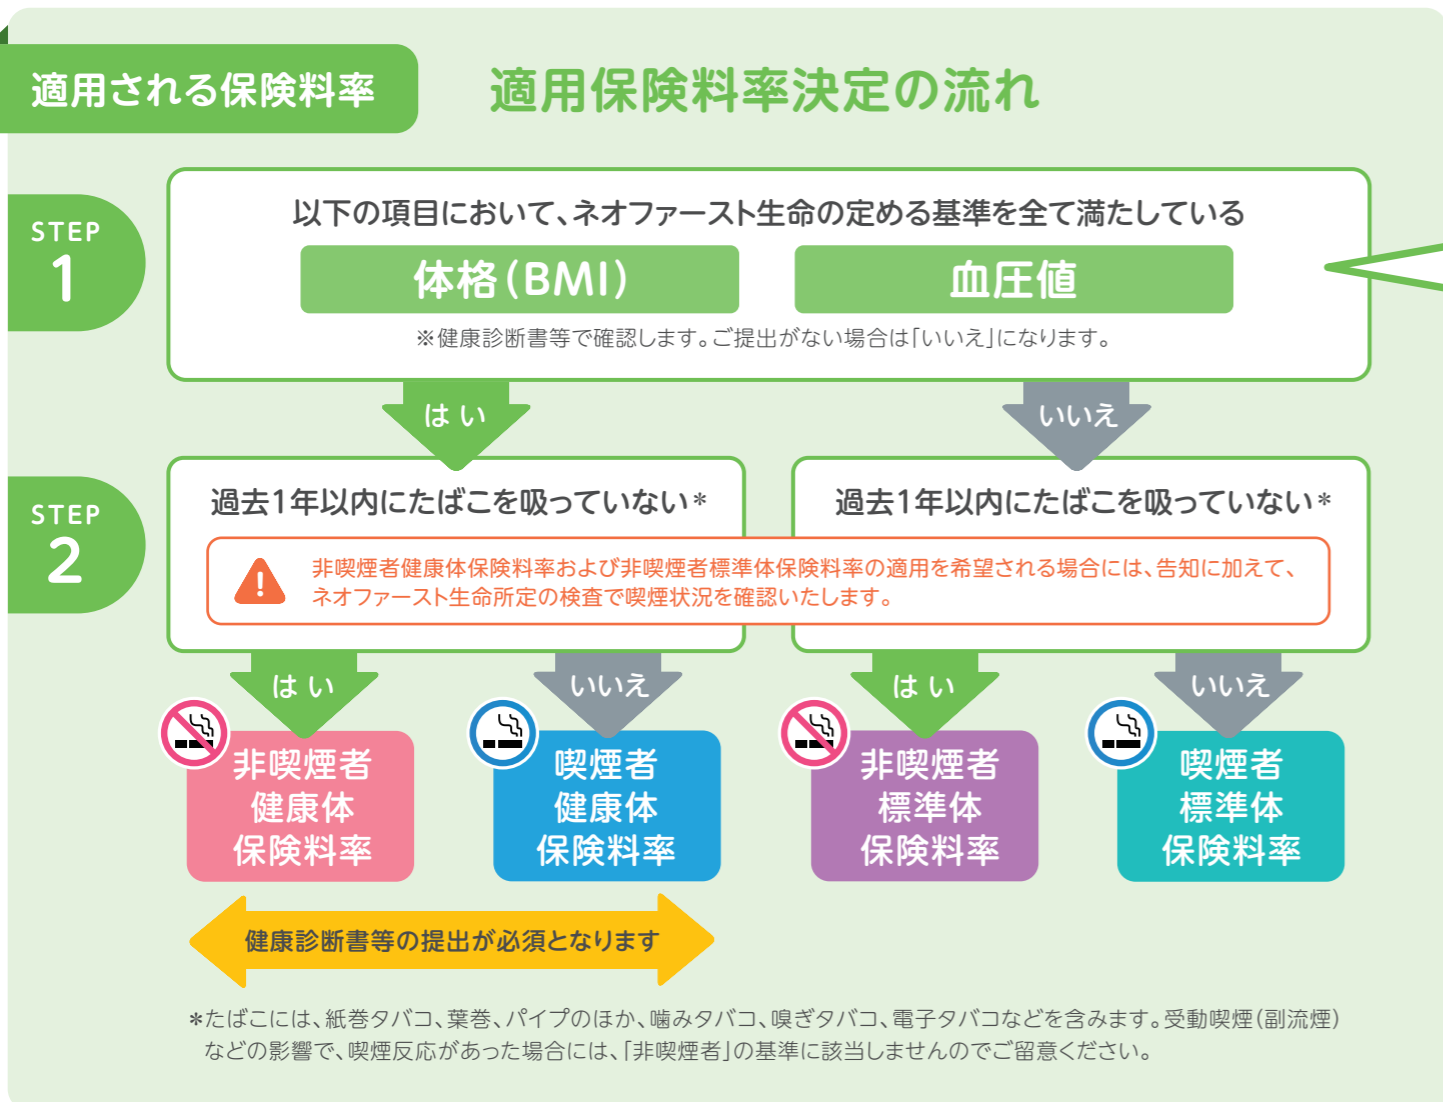 適用される保険料率
適用保険料率決定の流れ
STEP
1
以下の項目において、ネオファースト生命の定める基準を全て満たしている
体格(BMI)
血圧値
※健康診断書等で確認します。ご提出がない場合は「いいえ」になります。
はい
いいえ
STEP
2
過去1年以内にたばこを吸っていない*
過去1年以内にたばこを吸っていない*
!
非喫煙者健康体保険料率および非喫煙者標準体保険料率の適用を希望される場合には、告知に加えて、
ネオファースト生命所定の検査で喫煙状況を確認いたします。
はい
いいえ
はい
いいえ
非喫煙者
健康体
保険料率
喫煙者
健康体
保険料率
非喫煙者
標準体
保険料率
喫煙者
標準体
保険料率
健康診断書等の提出が必須となります
*たばこには、紙巻タバコ、葉巻、パイプのほか、噛みタバコ、嗅ぎタバコ、電子タバコなどを含みます。受動喫煙(副流煙)
などの影響で、喫煙反応があった場合には、「非喫煙者」の基準に該当しませんのでご留意ください。